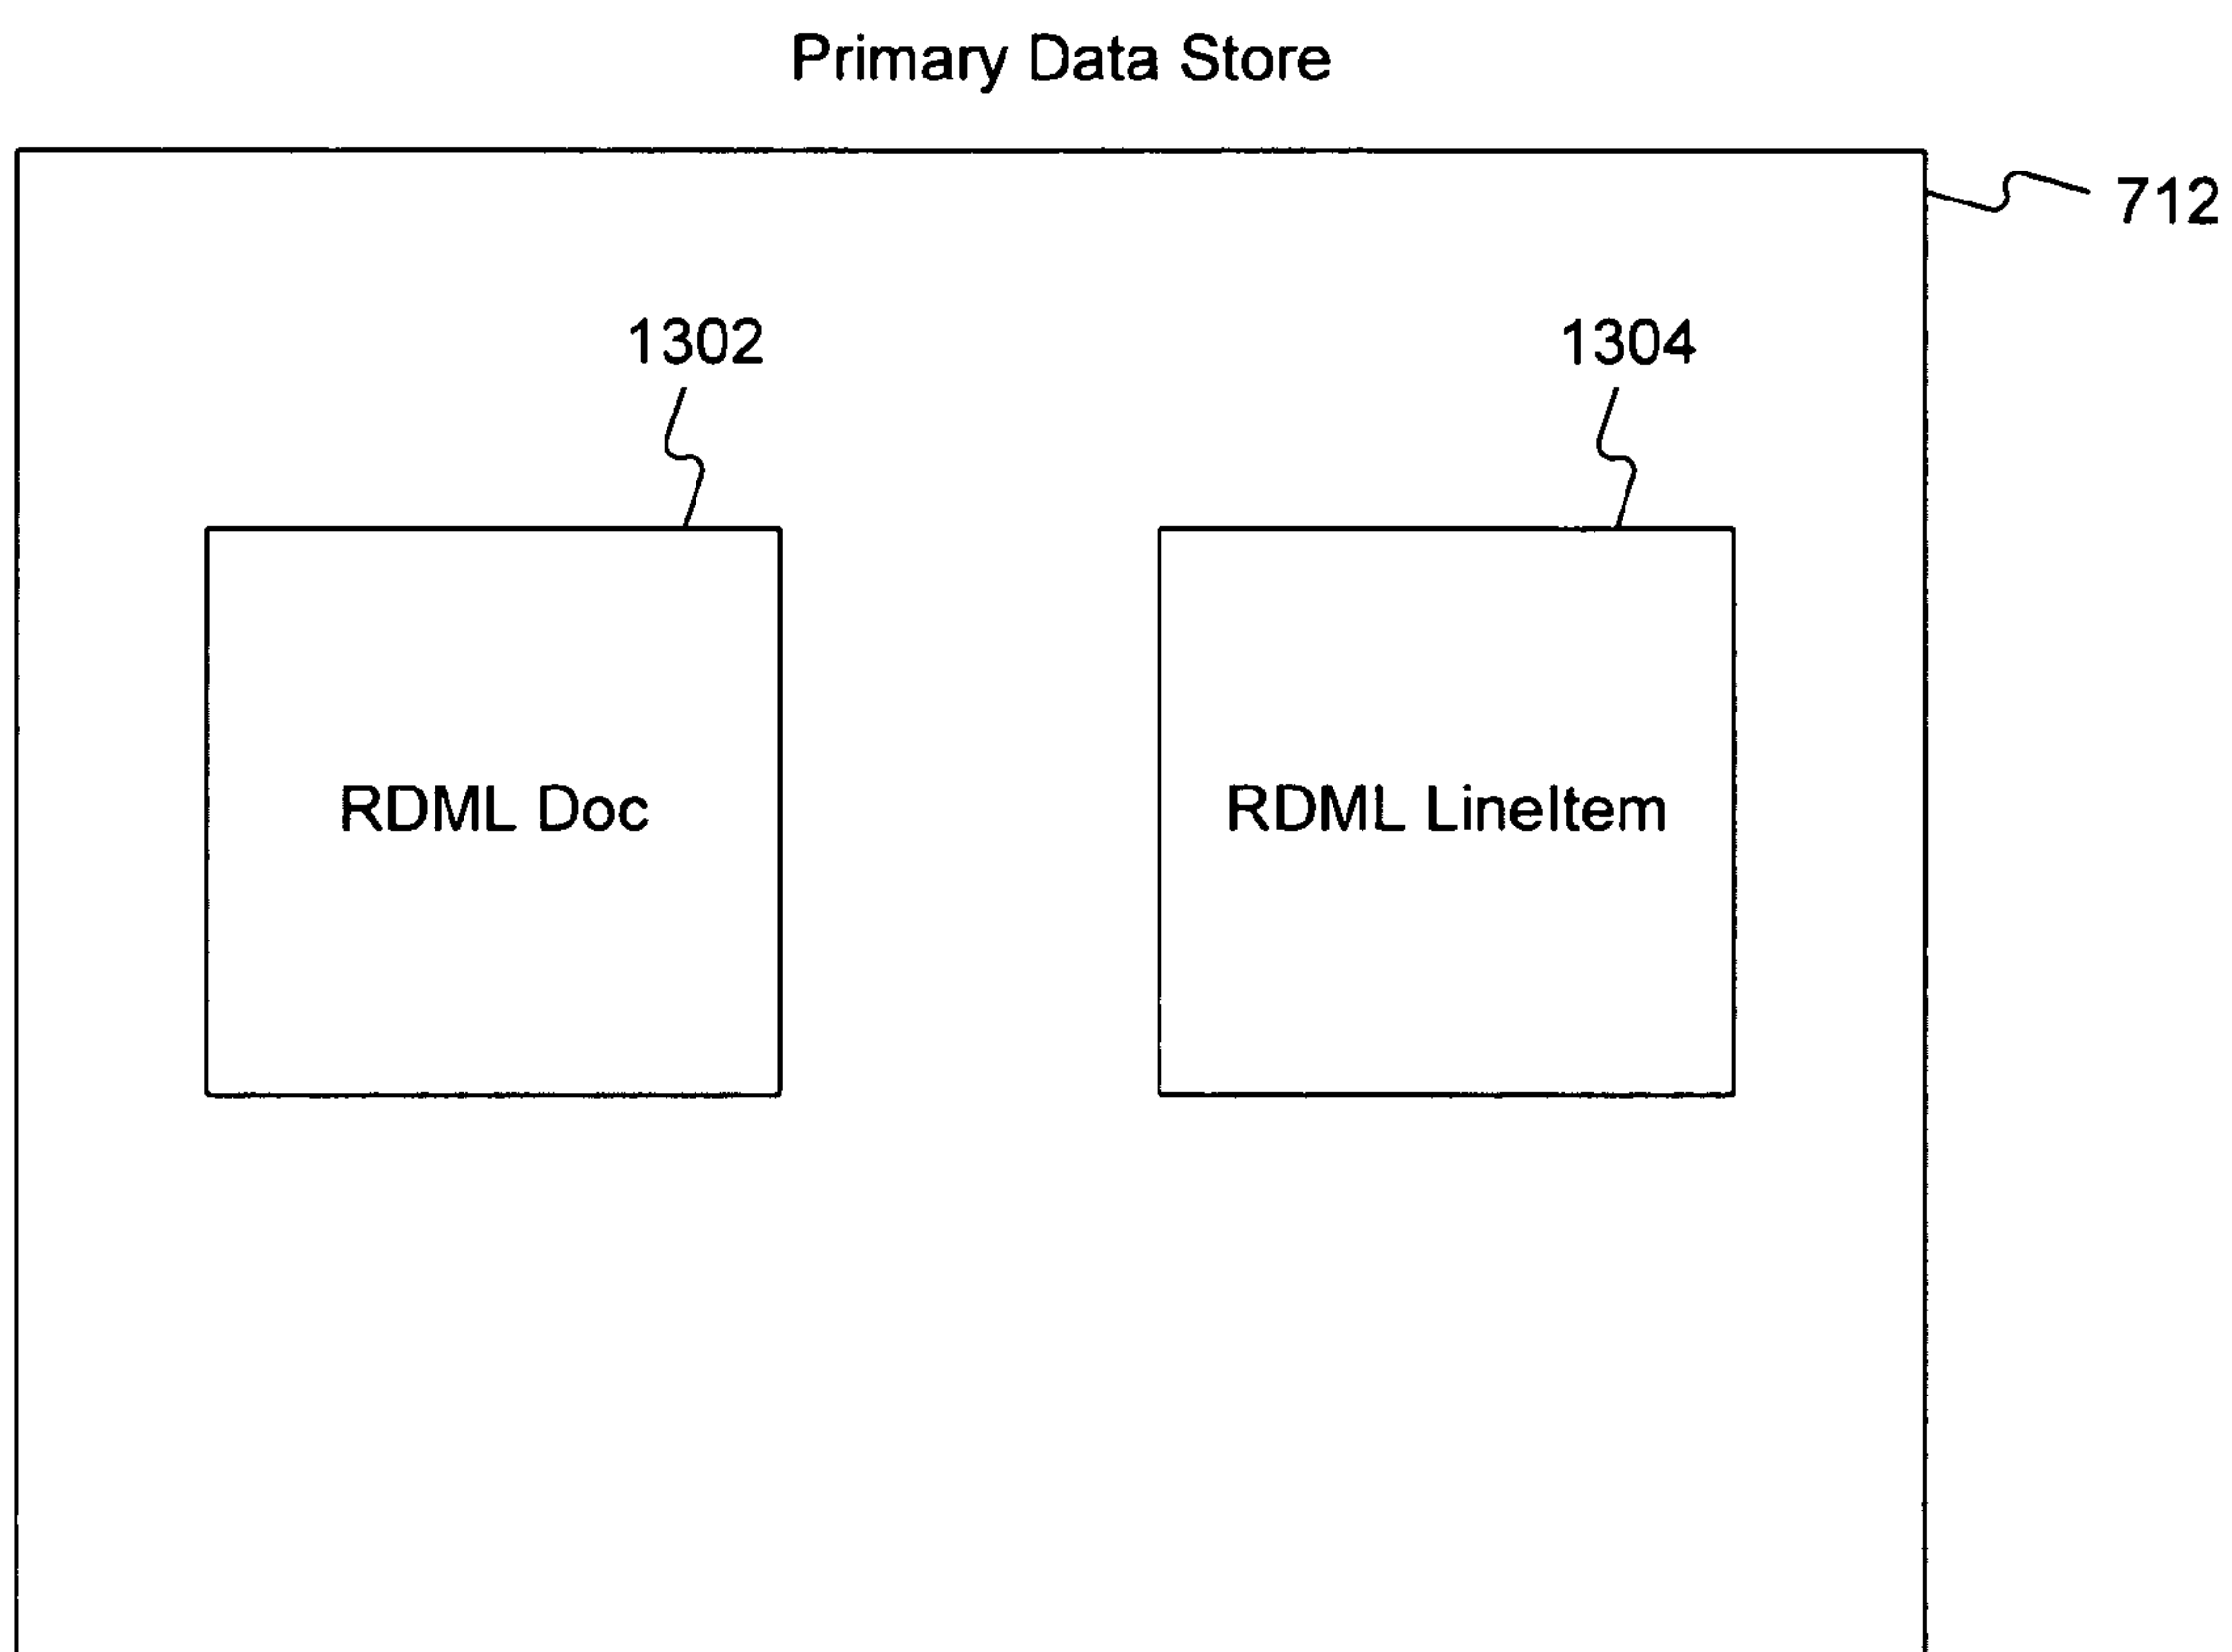 Primary Data Store
712
1302
1304
RDML Doc
RDML LineItem